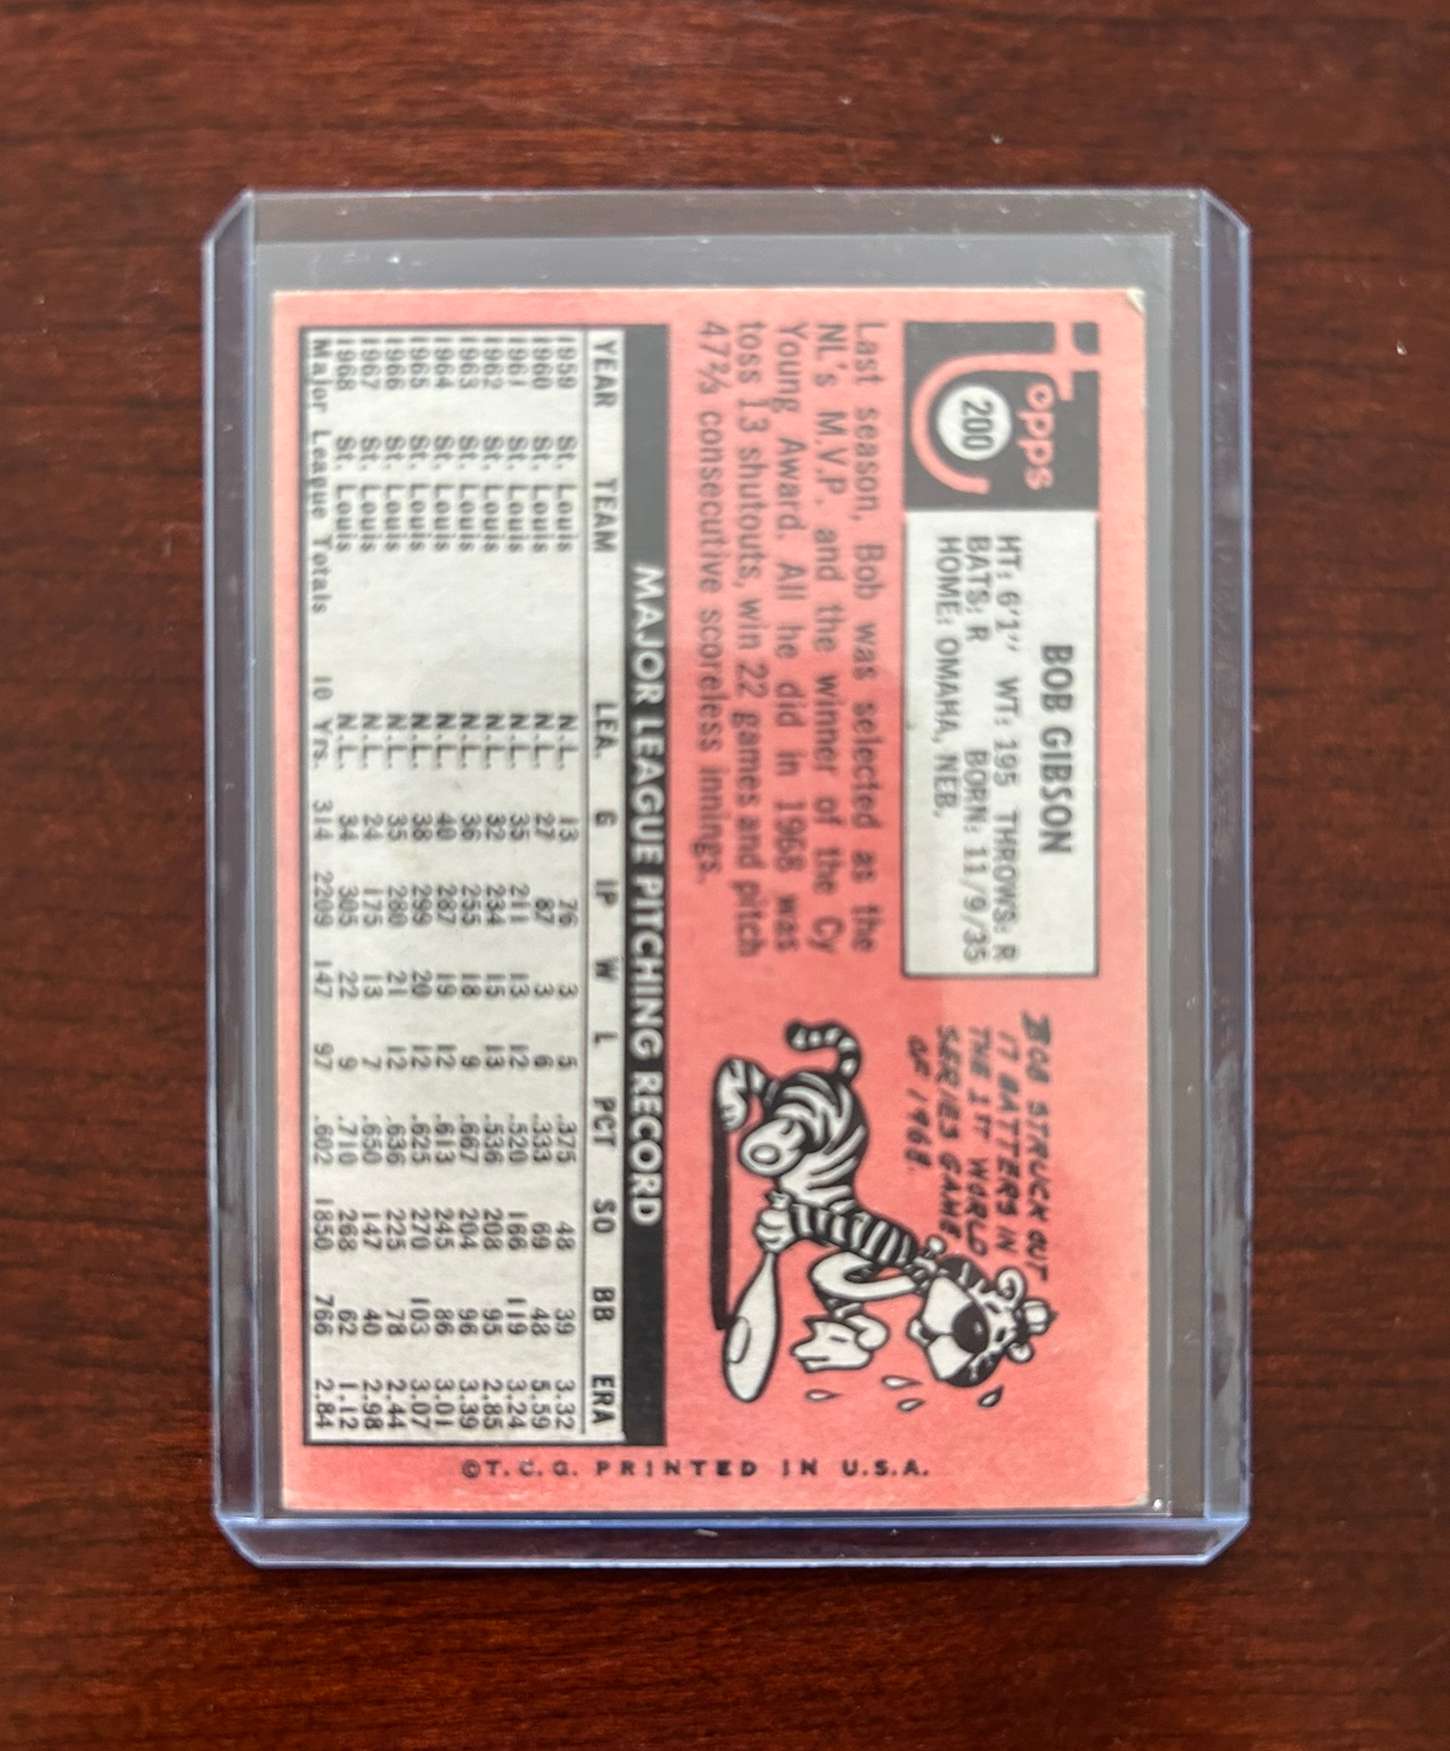 Topps
200
BOB GIBSON
HT: 6'1" WT: 195 THROWS: R
BATS: R BORN: 11/9/35
HOME: OMAHA, NEB.
Last season, Bob was selected as the
NL's M.V.P. and the winner of the Cy
Young Award. All he did in 1968 was
toss 13 shutouts, win 22 games and pitch
47⅔ consecutive scoreless innings.
BOB STRUCK OUT
17 BATTERS IN
THE 1ST WORLD
SERIES GAME
OF 1968.
MAJOR LEAGUE PITCHING RECORD
YEAR TEAM LEA. G IP W L PCT SO BB ERA
1959 St. Louis N.L. 13 76 3 5 .375 48 39 3.32
1960 St. Louis N.L. 27 87 3 6 .333 69 48 5.59
1961 St. Louis N.L. 35 211 13 12 .520 166 119 3.24
1962 St. Louis N.L. 32 234 15 13 .536 208 95 2.85
1963 St. Louis N.L. 36 255 18 9 .667 204 96 3.39
1964 St. Louis N.L. 40 287 19 12 .613 245 86 3.01
1965 St. Louis N.L. 38 299 20 12 .625 270 103 3.07
1966 St. Louis N.L. 35 280 21 12 .636 225 78 2.44
1967 St. Louis N.L. 24 175 13 7 .650 147 40 2.98
1968 St. Louis N.L. 34 305 22 9 .710 268 62 1.12
Major League Totals 10 Yrs. 314 2209 147 97 .602 1850 766 2.84
©T.C.G. PRINTED IN U.S.A.